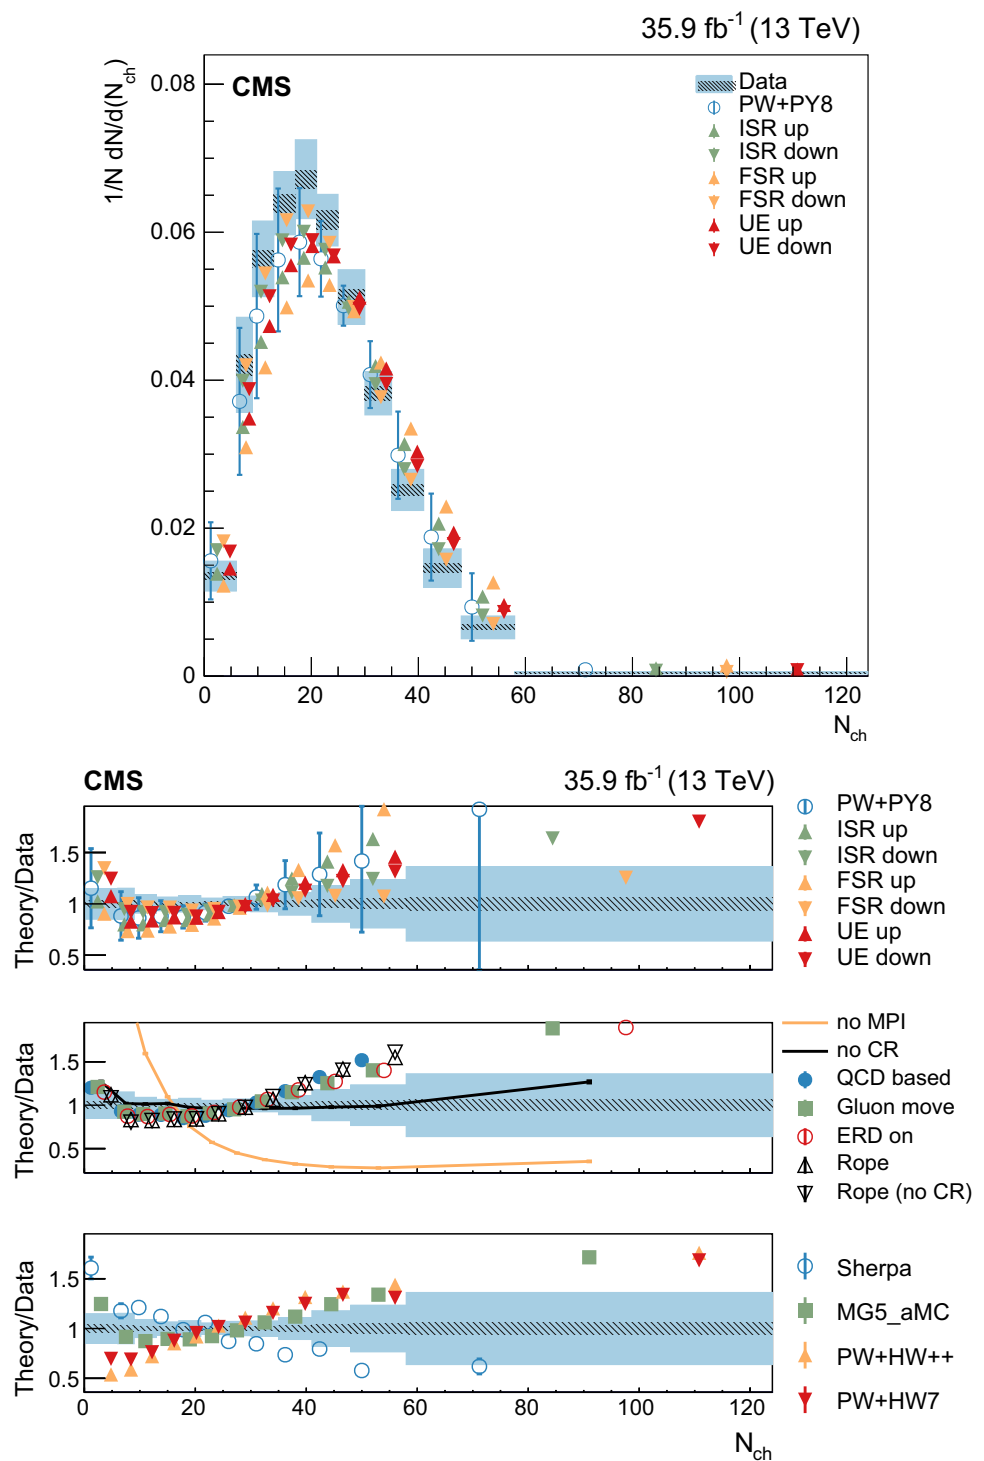 35.9 fb⁻¹ (13 TeV)
1/N dN/d(N_ch)
CMS
0.08
0.06
0.04
0.02
0
Data
PW+PY8
ISR up
ISR down
FSR up
FSR down
UE up
UE down
0 20 40 60 80 100 120
N_ch
CMS 35.9 fb⁻¹ (13 TeV)
Theory/Data
1.5
1
0.5
PW+PY8
ISR up
ISR down
FSR up
FSR down
UE up
UE down
Theory/Data
1.5
1
0.5
no MPI
no CR
QCD based
Gluon move
ERD on
Rope
Rope (no CR)
Theory/Data
1.5
1
0.5
Sherpa
MG5_aMC
PW+HW++
PW+HW7
0 20 40 60 80 100 120
N_ch